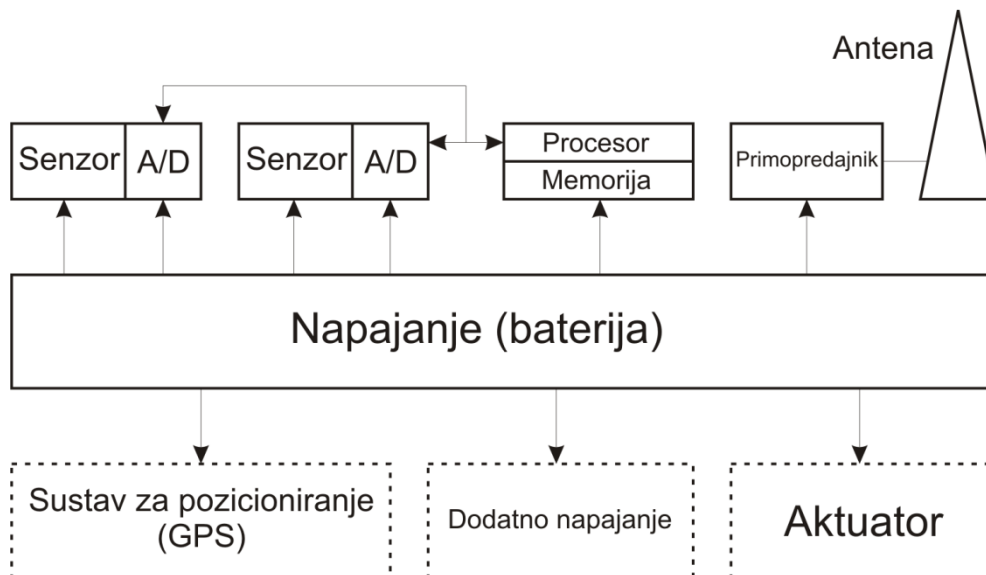 Antena
Senzor
A/D
Senzor
A/D
Procesor
Memorija
Primopredajnik
Napajanje (baterija)
Sustav za pozicioniranje
(GPS)
Dodatno napajanje
Aktuator